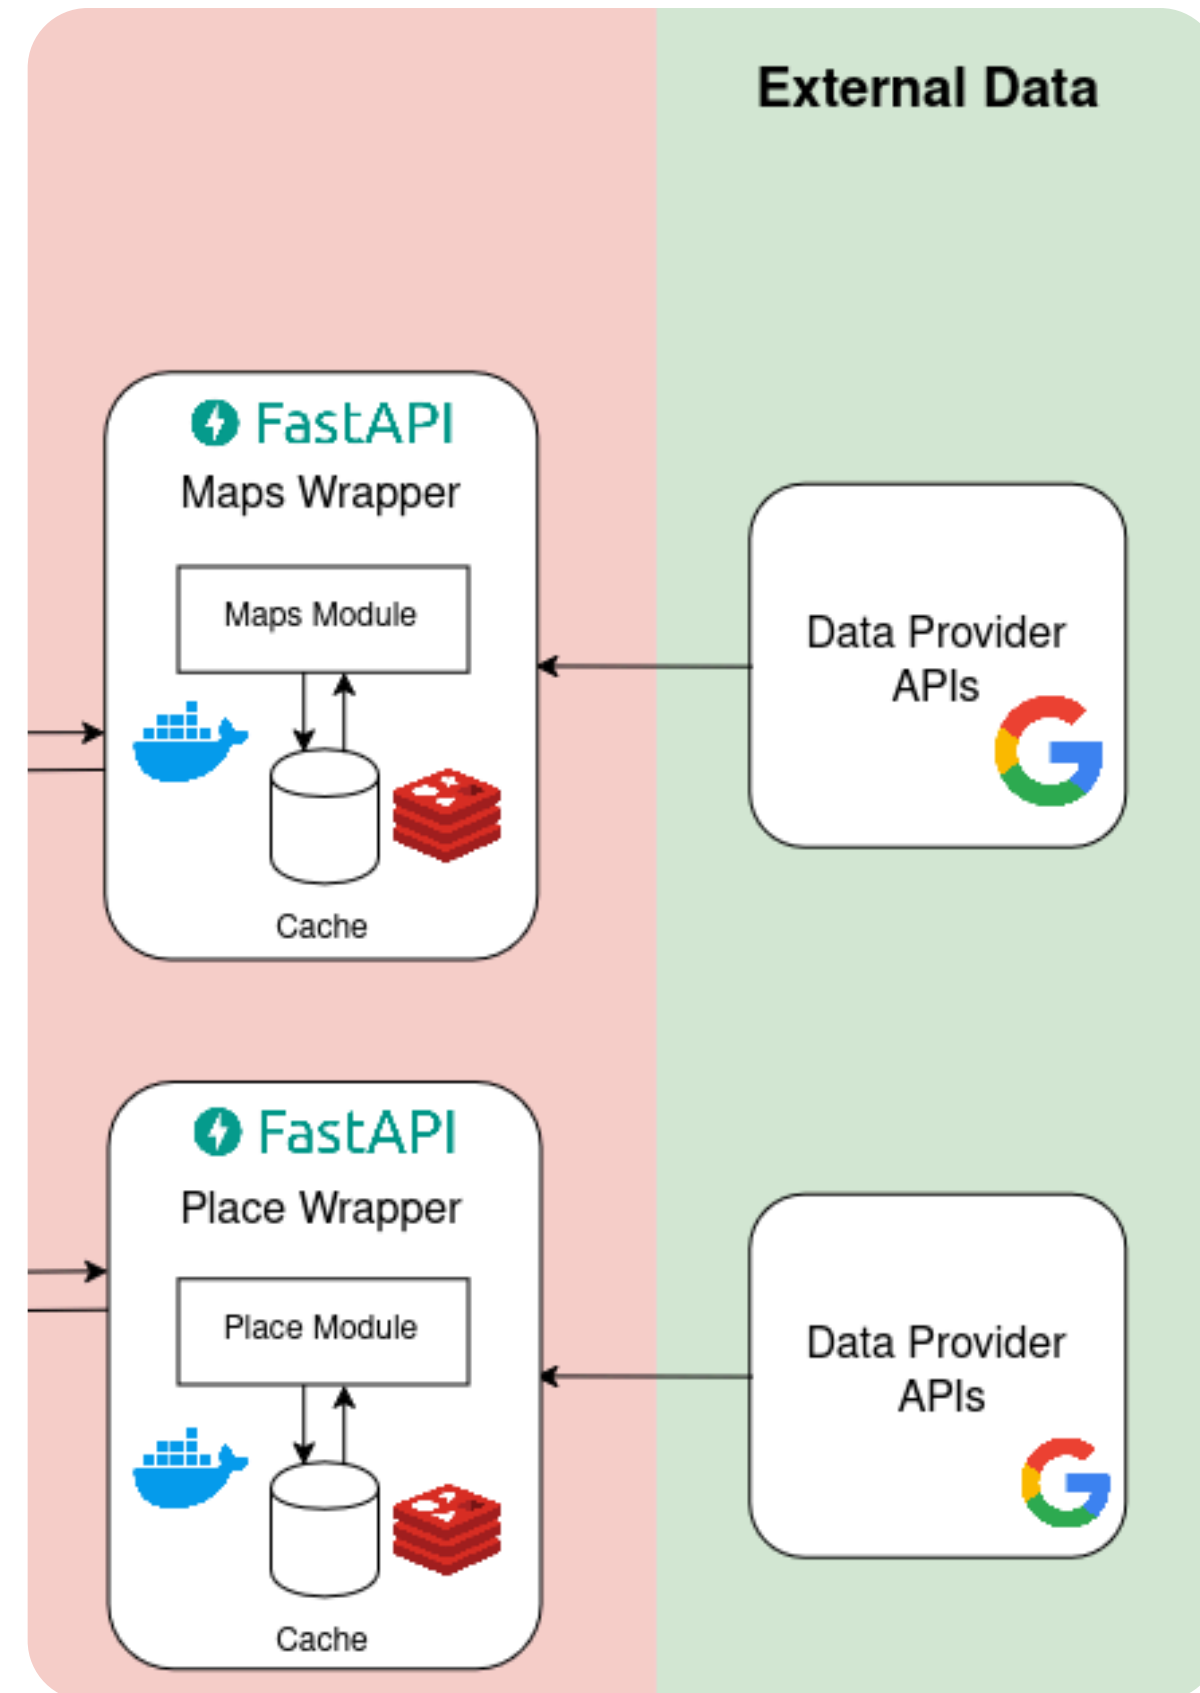 External Data
FastAPI
Maps Wrapper
Maps Module
Cache
Data Provider
APIs
FastAPI
Place Wrapper
Place Module
Cache
Data Provider
APIs